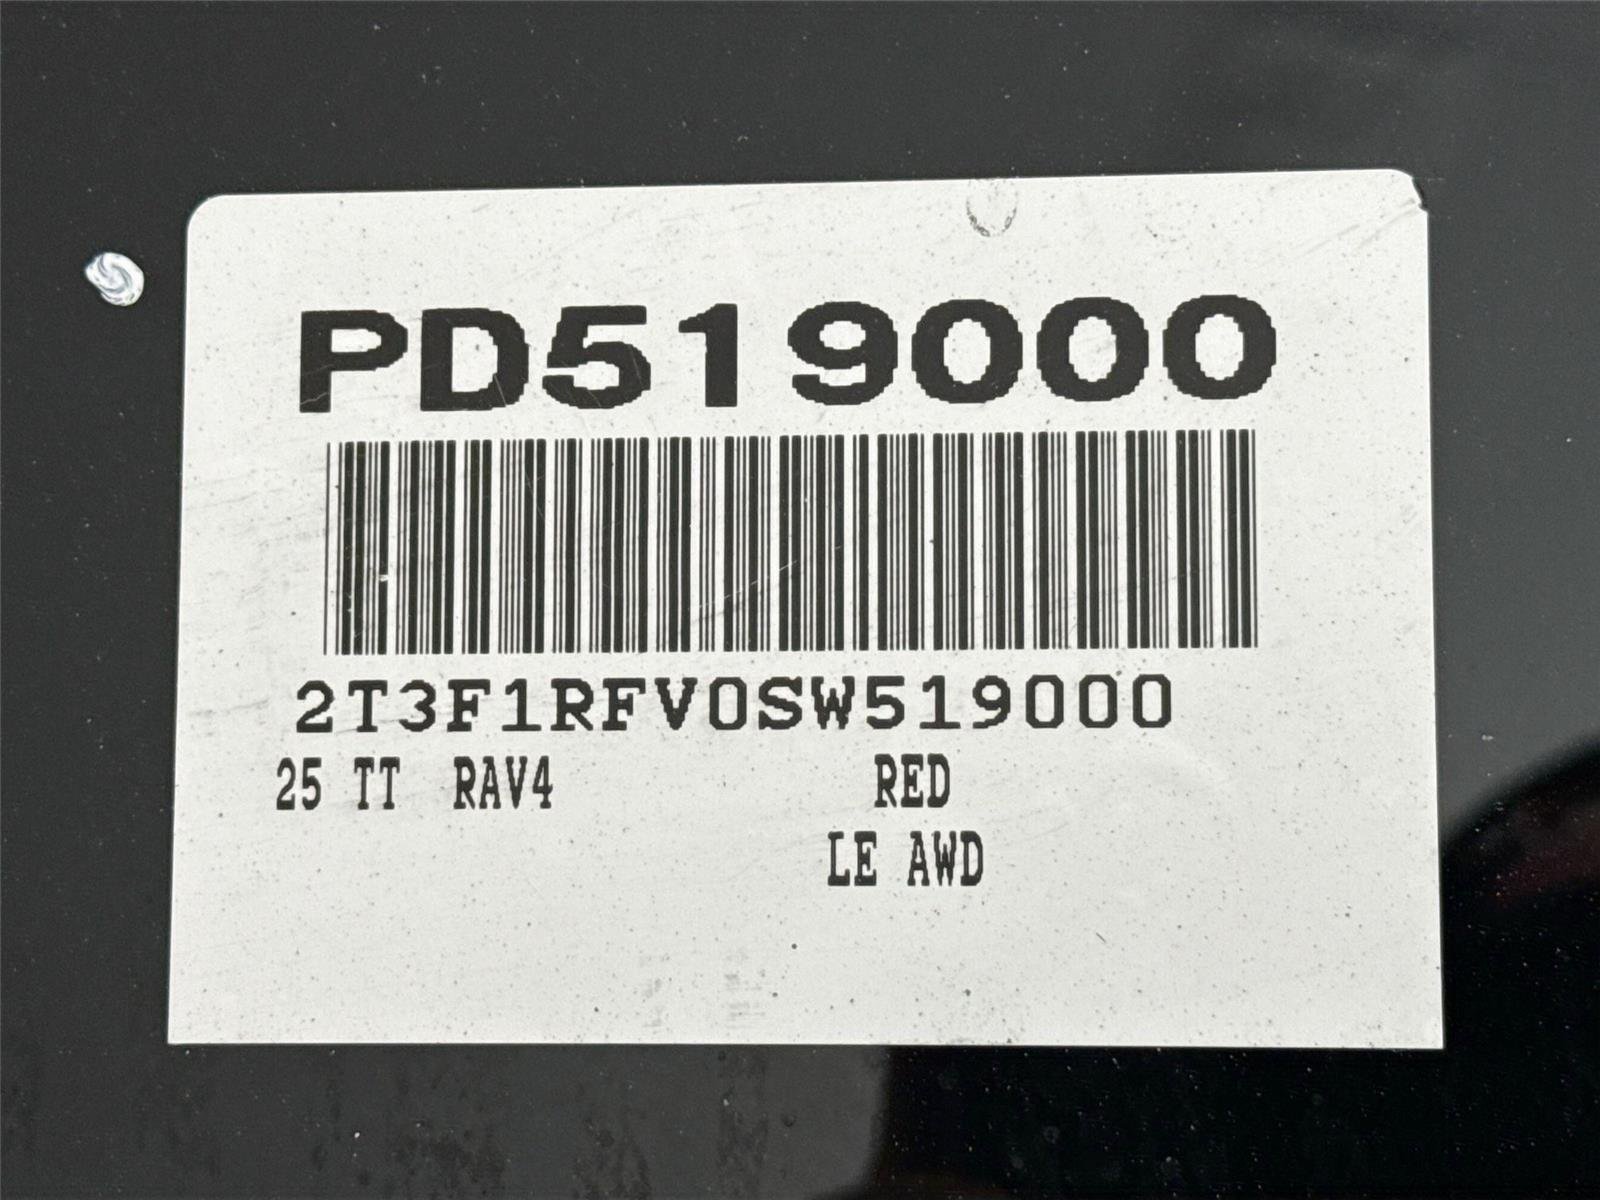 PD519000
2T3F1RFV0SW519000
25 TT RAV4 RED
LE AWD